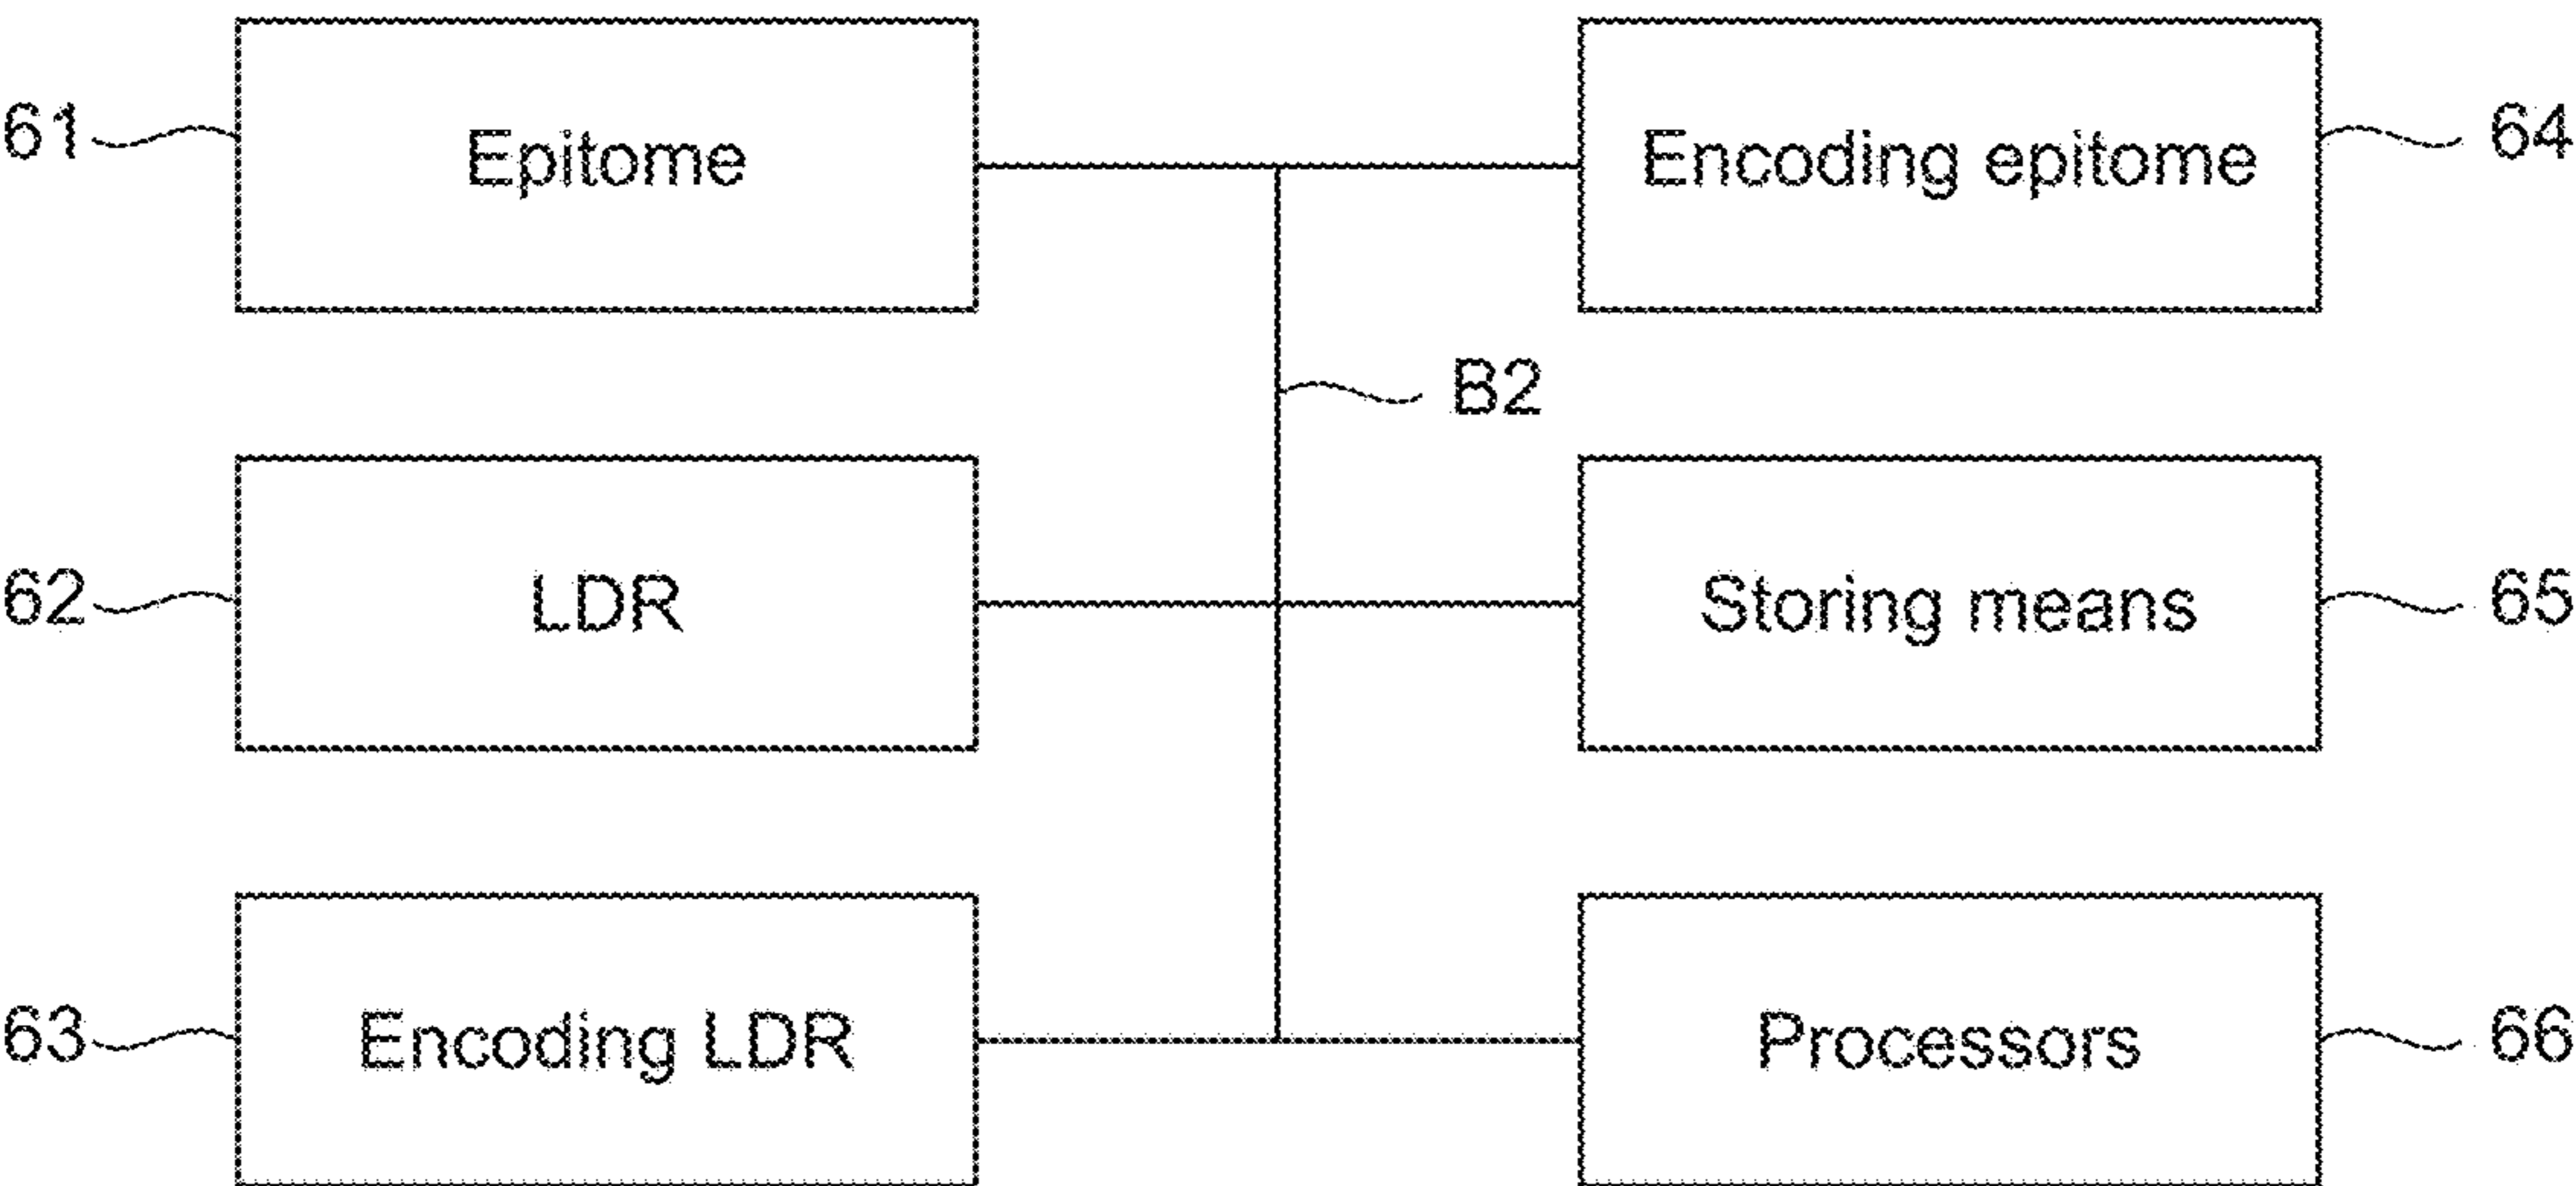 61 Epitome Encoding epitome 64
B2
62 LDR Storing means 65
63 Encoding LDR Processors 66